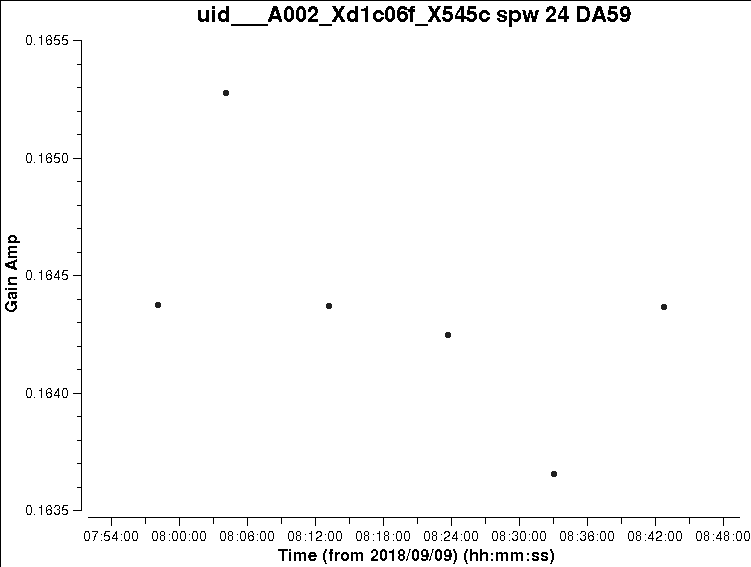 uid___A002_Xd1c06f_X545c spw 24 DA59
0.1655
0.1650
0.1645
0.1640
0.1635
Gain Amp
07:54:00 08:00:00 08:06:00 08:12:00 08:18:00 08:24:00 08:30:00 08:36:00 08:42:00 08:48:00
Time (from 2018/09/09) (hh:mm:ss)